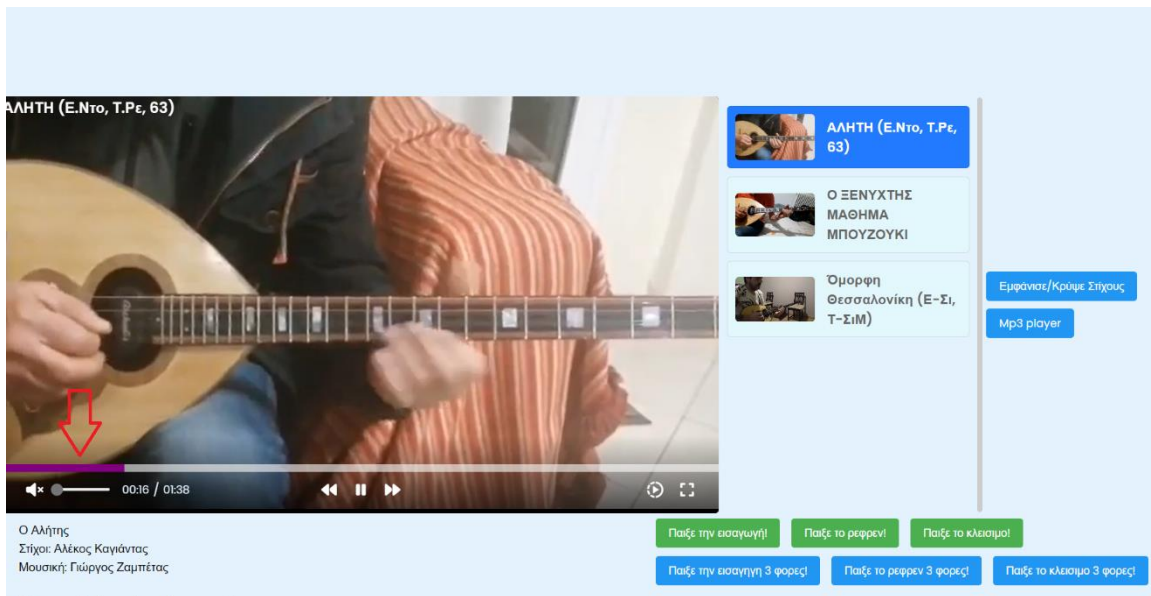 ΑΛΗΤΗ (Ε.Ντο, Τ.Ρε, 63)
ΑΛΗΤΗ (Ε.Ντο, Τ.Ρε,
63)
Ο ΞΕΝΥΧΤΗΣ
ΜΑΘΗΜΑ
ΜΠΟΥΖΟΥΚΙ
Όμορφη
Θεσσαλονίκη (Ε-Σι,
Τ-ΣιΜ)
Εμφάνισε/Κρύψε Στίχους
Mp3 player
00:16 / 01:38
Ο Αλήτης
Στίχοι: Αλέκος Καγιάντας
Μουσική: Γιώργος Ζαμπέτας
Παιξε την εισαγωγή!
Παιξε το ρεφρεν!
Παιξε το κλεισιμο!
Παιξε την εισαγηγη 3 φορες!
Παιξε το ρεφρεν 3 φορες!
Παιξε το κλεισιμο 3 φορες!